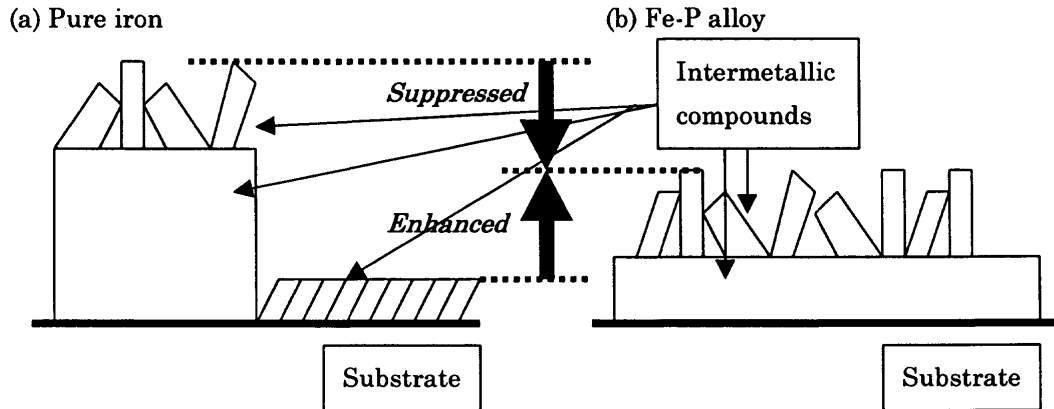 (a) Pure iron
(b) Fe-P alloy
Intermetallic
compounds
Suppressed
Enhanced
Substrate
Substrate